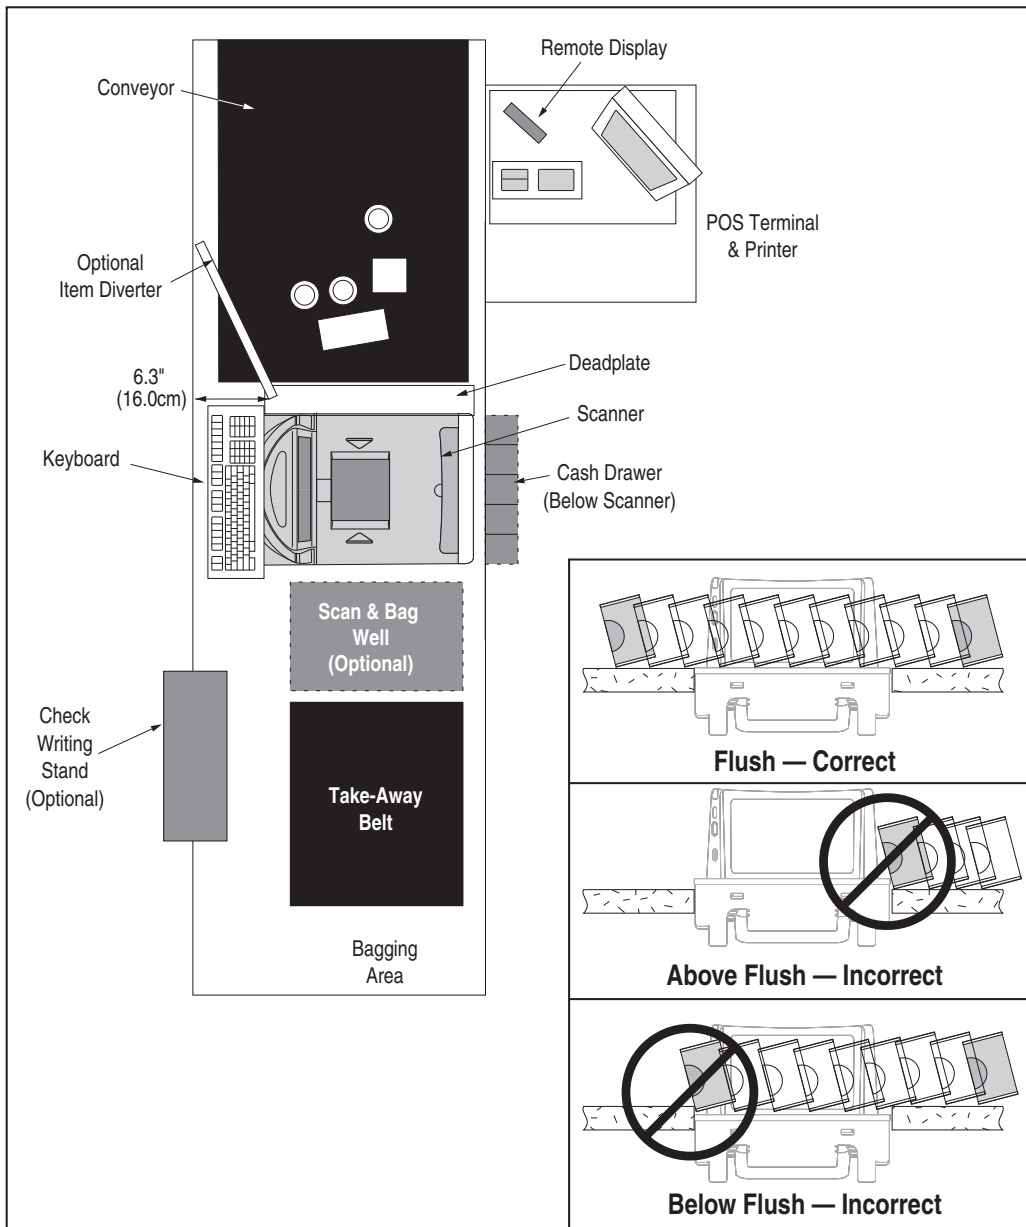 Remote Display
Conveyor
POS Terminal
& Printer
Optional
Item Diverter
6.3"
(16.0cm)
Deadplate
Scanner
Keyboard
Cash Drawer
(Below Scanner)
Scan & Bag
Well
(Optional)
Check
Writing
Stand
(Optional)
Take-Away
Belt
Bagging
Area
Flush — Correct
Above Flush — Incorrect
Below Flush — Incorrect